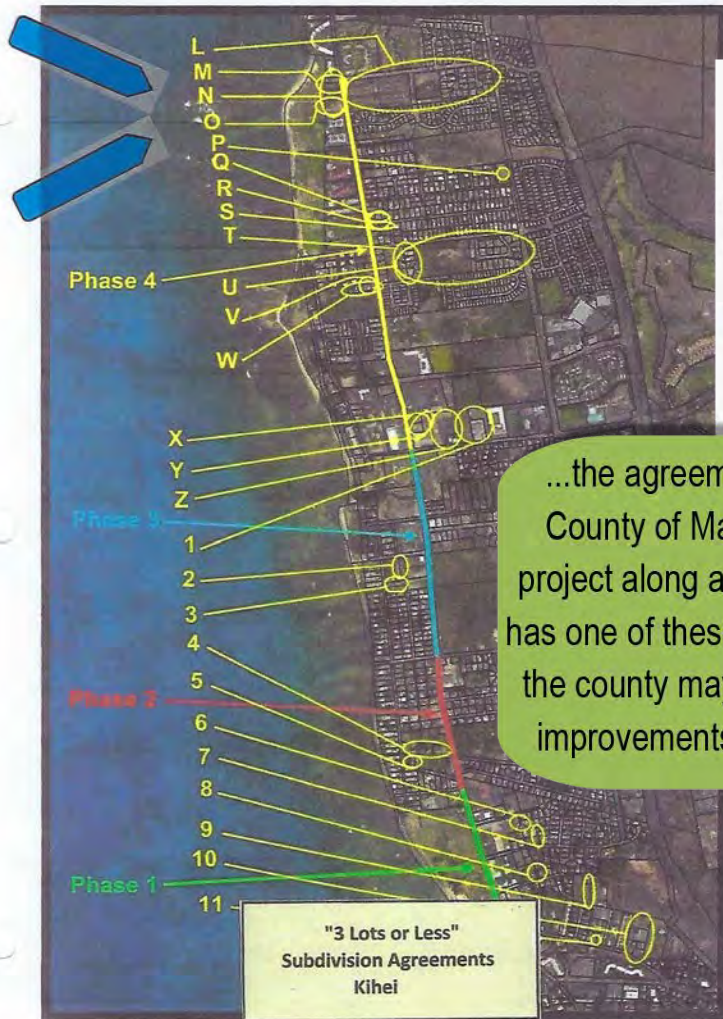 L
M
N
O
P
Q
R
S
T
Phase 4
U
V
W
X
Y
Z
Phase 3
1
2
3
4
Phase 2
5
6
7
8
9
10
Phase 1
11
"3 Lots or Less"
Subdivision Agreements
Kihei
...the agreem
County of Ma
project along a
has one of thes
the county may
improvements